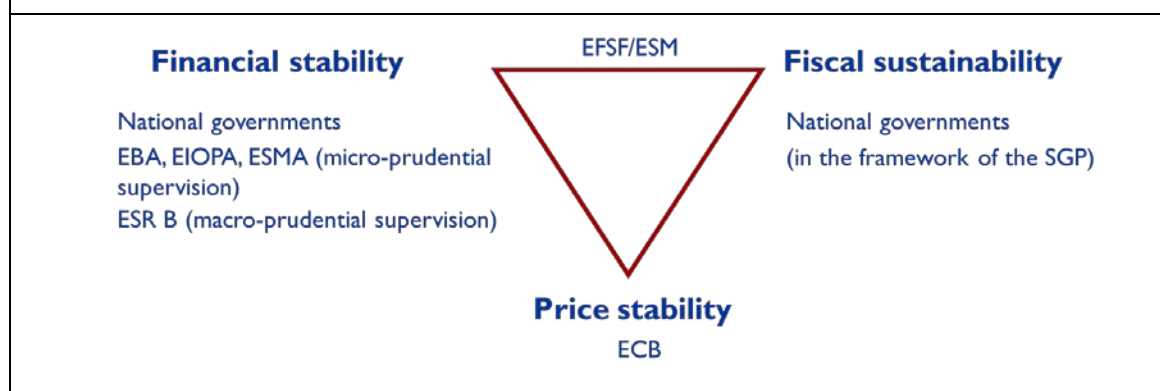 EFSF/ESM
Financial stability
National governments
EBA, EIOPA, ESMA (micro-prudential
supervision)
ESR B (macro-prudential supervision)
Fiscal sustainability
National governments
(in the framework of the SGP)
Price stability
ECB